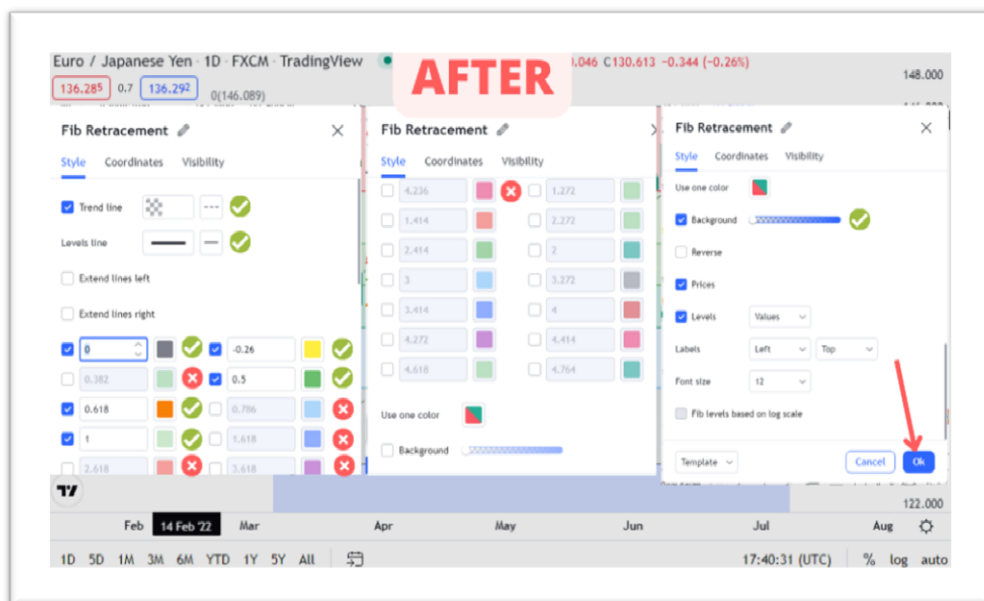 Euro / Japanese Yen · 1D · FXCM · TradingView
.046 C130.613 -0.344 (-0.26%)
AFTER
136.285 0.7 136.292
0(146.089)
148.000
Fib Retracement
Style Coordinates Visibility
Trend line
Levels line
Extend lines left
Extend lines right
0 -0.26
0.382 0.5
0.618 0.786
1 1.618
2.618 3.618
Fib Retracement
Style Coordinates Visibility
4.236 1.272
1.414 2.272
2.414 2
3 3.272
3.414 4
4.272 4.414
4.618 4.764
Use one color
Background
Fib Retracement
Style Coordinates Visibility
Use one color
Background
Reverse
Prices
Levels Values
Labels Left Top
Font size 12
Fib levels based on log scale
Template Cancel Ok
122.000
Feb 14 Feb '22 Mar Apr May Jun Jul Aug
1D 5D 1M 3M 6M YTD 1Y 5Y All 17:40:31 (UTC) % log auto